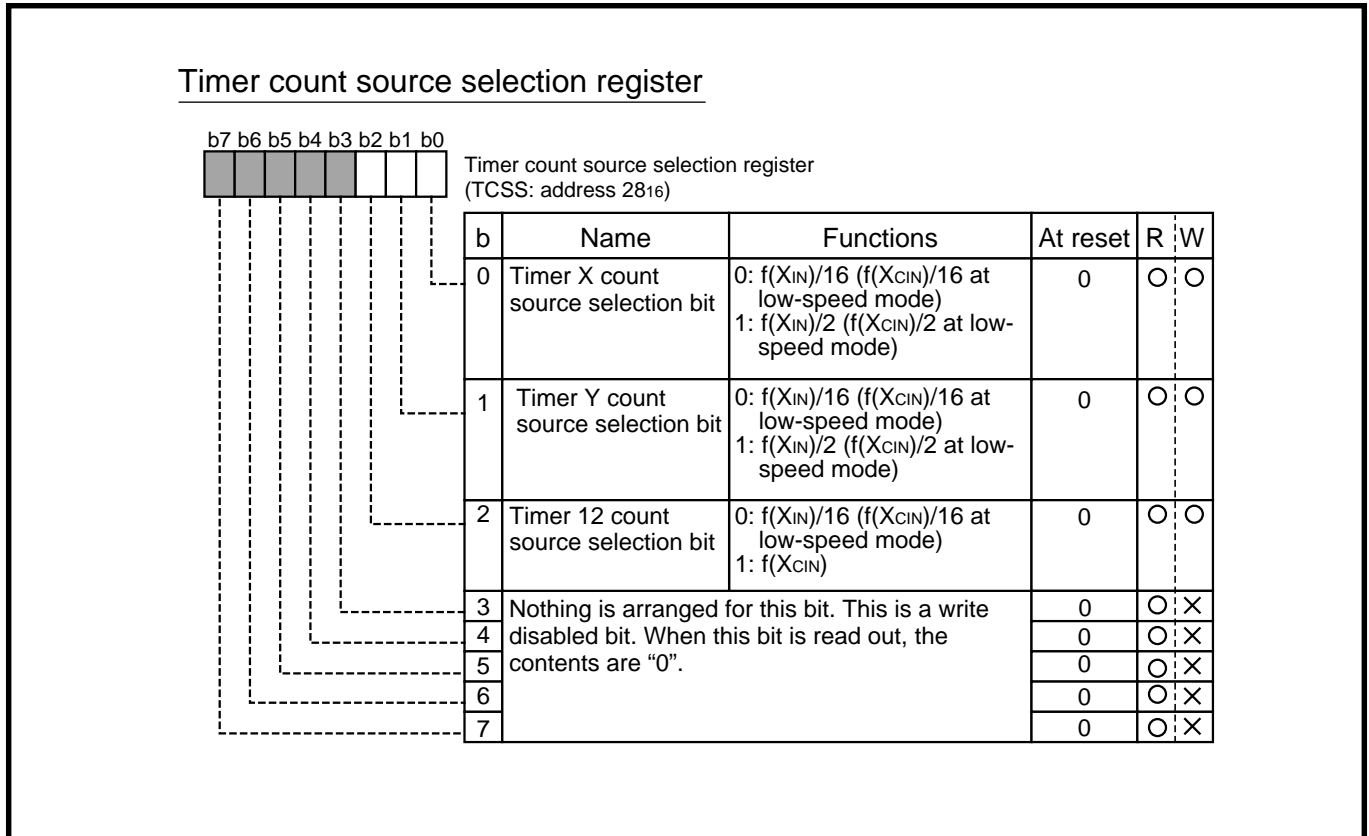 Timer count source selection register
b7 b6 b5 b4 b3 b2 b1 b0
Timer count source selection register
(TCSS: address 28₁₆)
b Name Functions At reset R W
0 Timer X count source selection bit 0: f(XIN)/16 (f(XCIN)/16 at low-speed mode) 0 O O
1: f(XIN)/2 (f(XCIN)/2 at low-speed mode)
1 Timer Y count source selection bit 0: f(XIN)/16 (f(XCIN)/16 at low-speed mode) 0 O O
1: f(XIN)/2 (f(XCIN)/2 at low-speed mode)
2 Timer 12 count source selection bit 0: f(XIN)/16 (f(XCIN)/16 at low-speed mode) 0 O O
1: f(XCIN)
3 Nothing is arranged for this bit. This is a write 0 O ×
4 disabled bit. When this bit is read out, the 0 O ×
5 contents are “0”. 0 O ×
6 0 O ×
7 0 O ×